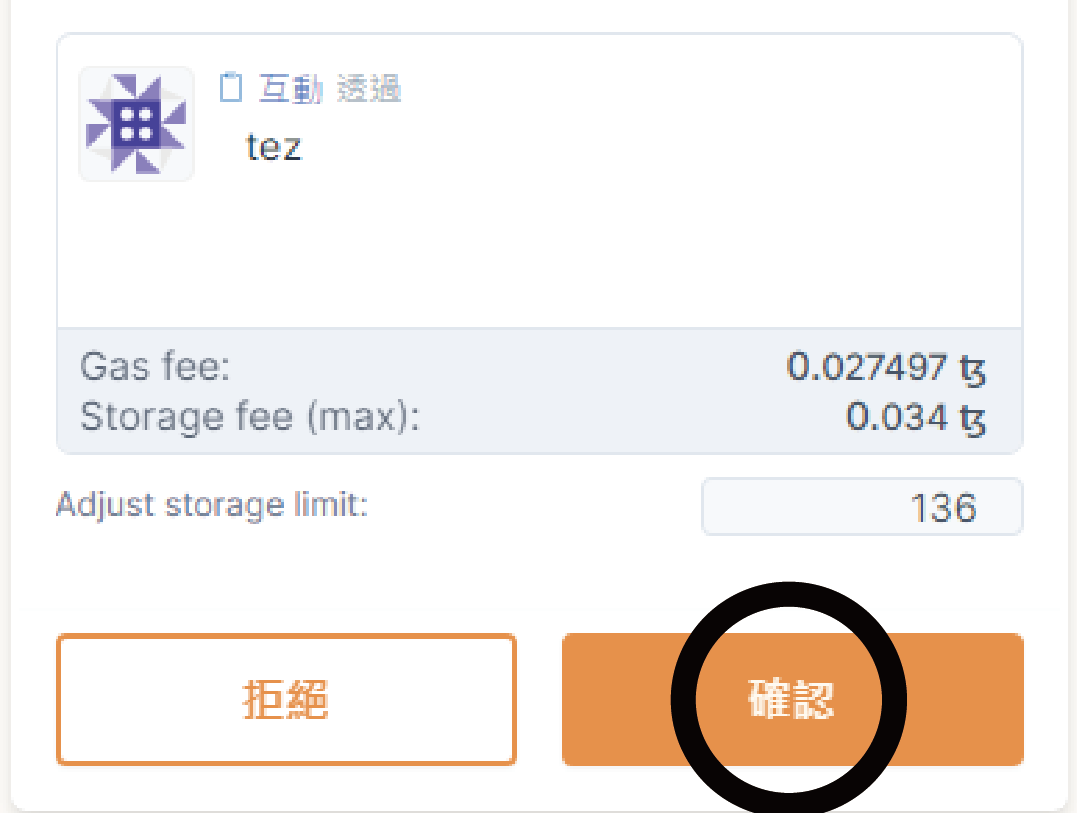 互動 透過
tez
Gas fee: 0.027497 ꜩ
Storage fee (max): 0.034 ꜩ
Adjust storage limit: 136
拒絕 確認